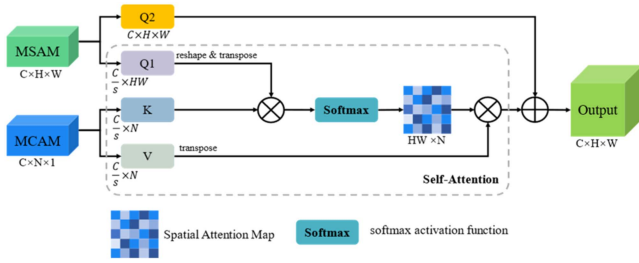 MSAM
C×H×W
Q2
C×H×W
Q1
C/s ×HW
reshape & transpose
MCAM
C×N×1
K
C/s ×N
V
C/s ×N
transpose
Softmax
HW ×N
Self-Attention
Output
C×H×W
Spatial Attention Map
Softmax
softmax activation function